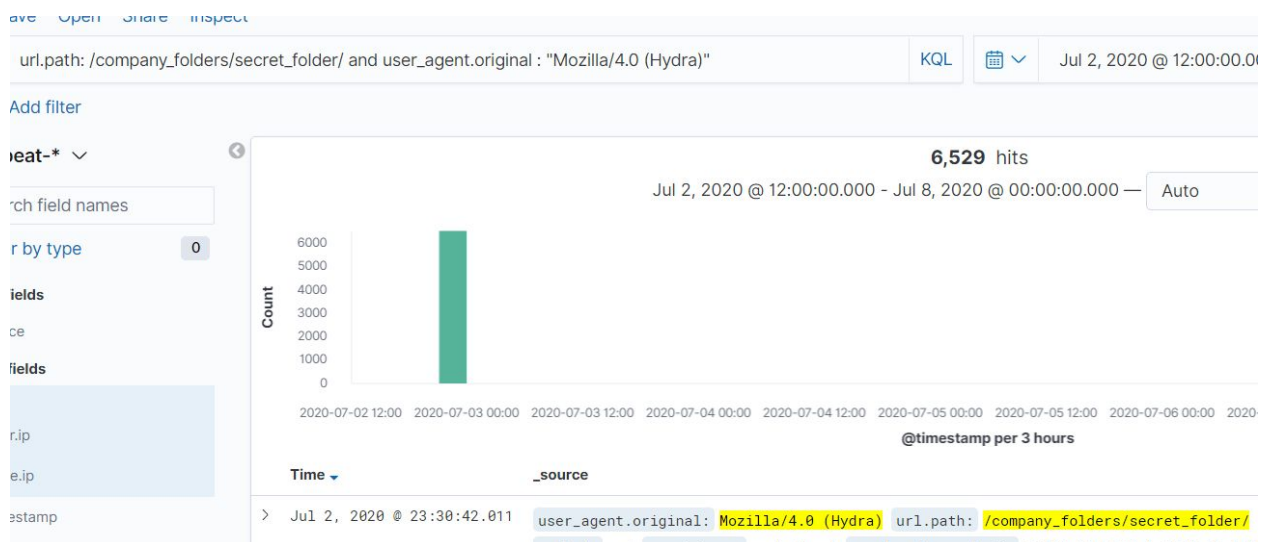 Open Share Inspect
url.path: /company_folders/secret_folder/ and user_agent.original : "Mozilla/4.0 (Hydra)" KQL Jul 2, 2020 @ 12:00:00.0
Add filter
eat-*
6,529 hits
Jul 2, 2020 @ 12:00:00.000 - Jul 8, 2020 @ 00:00:00.000 — Auto
rch field names
r by type 0
ields
ce
fields
r.ip
e.ip
estamp
Count
6000
5000
4000
3000
2000
1000
0
2020-07-02 12:00 2020-07-03 00:00 2020-07-03 12:00 2020-07-04 00:00 2020-07-04 12:00 2020-07-05 00:00 2020-07-05 12:00 2020-07-06 00:00 2020-
@timestamp per 3 hours
Time _source
Jul 2, 2020 @ 23:30:42.011 user_agent.original: Mozilla/4.0 (Hydra) url.path: /company_folders/secret_folder/